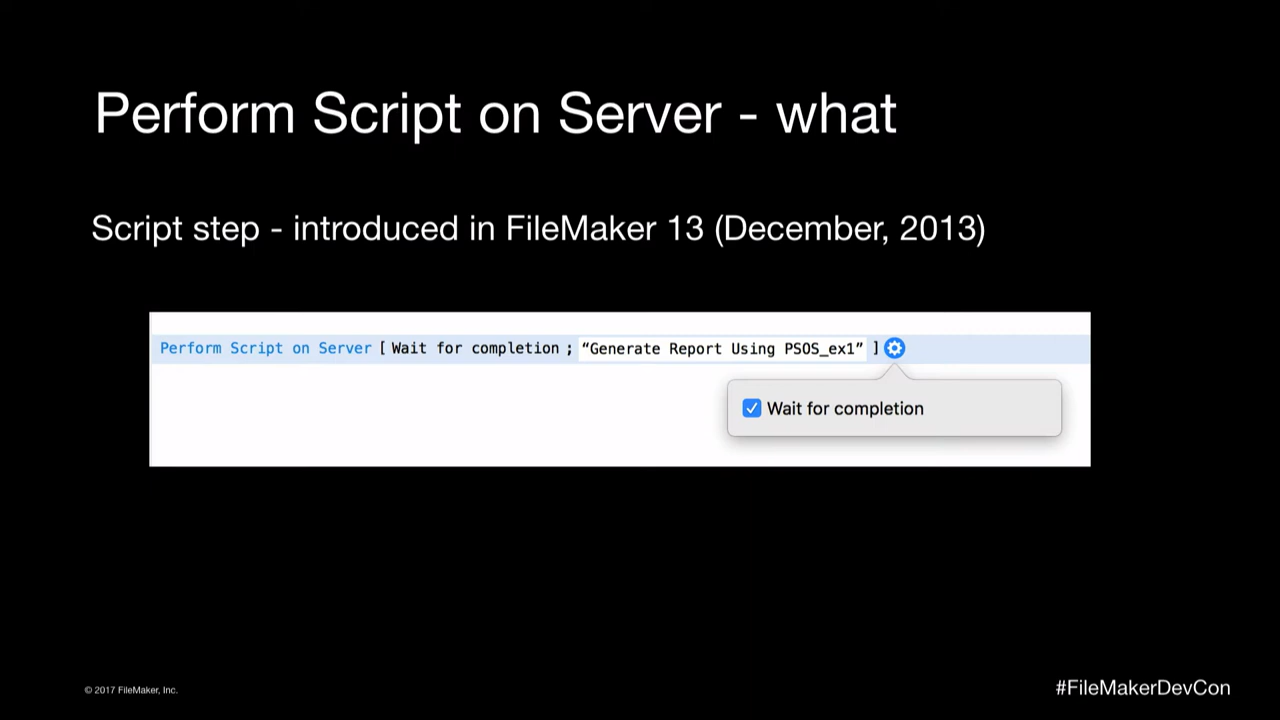 Perform Script on Server - what
Script step - introduced in FileMaker 13 (December, 2013)
Perform Script on Server [ Wait for completion ; “Generate Report Using PSOS_ex1” ]
Wait for completion
© 2017 FileMaker, Inc.
#FileMakerDevCon